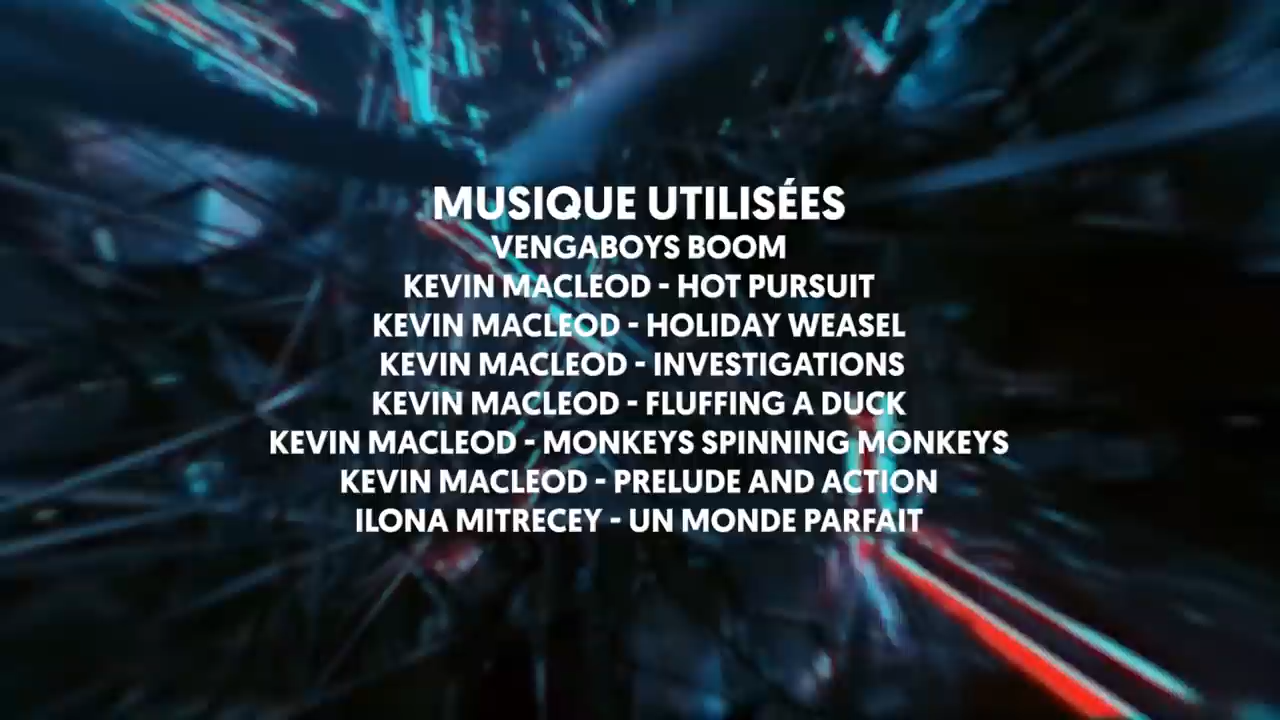 MUSIQUE UTILISÉES
VENGABOYS BOOM
KEVIN MACLEOD - HOT PURSUIT
KEVIN MACLEOD - HOLIDAY WEASEL
KEVIN MACLEOD - INVESTIGATIONS
KEVIN MACLEOD - FLUFFING A DUCK
KEVIN MACLEOD - MONKEYS SPINNING MONKEYS
KEVIN MACLEOD - PRELUDE AND ACTION
ILONA MITRECEY - UN MONDE PARFAIT